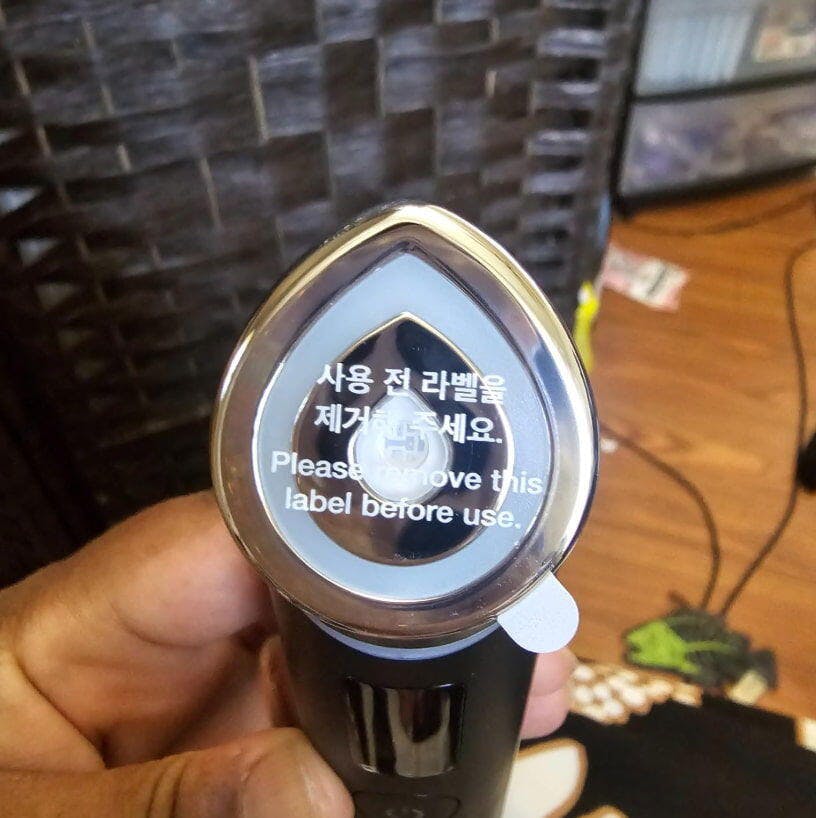 사용 전 라벨을
제거해 주세요.
Please remove this
label before use.